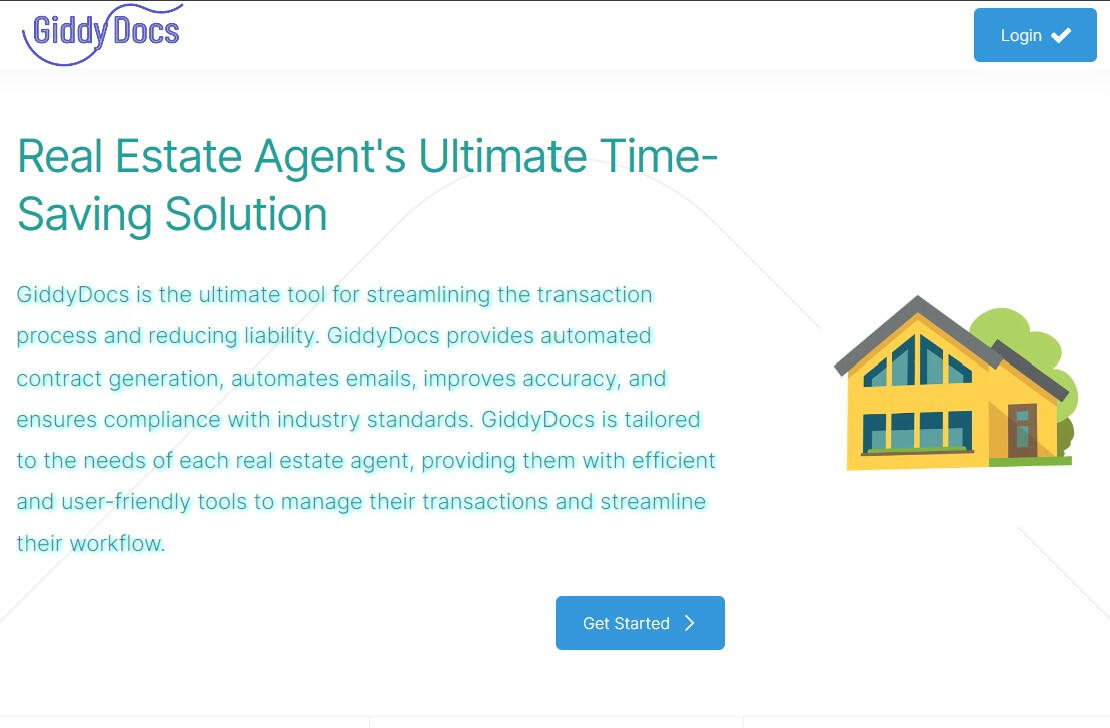 Giddy Docs
Login
Real Estate Agent's Ultimate Time-
Saving Solution
GiddyDocs is the ultimate tool for streamlining the transaction
process and reducing liability. GiddyDocs provides automated
contract generation, automates emails, improves accuracy, and
ensures compliance with industry standards. GiddyDocs is tailored
to the needs of each real estate agent, providing them with efficient
and user-friendly tools to manage their transactions and streamline
their workflow.
Get Started